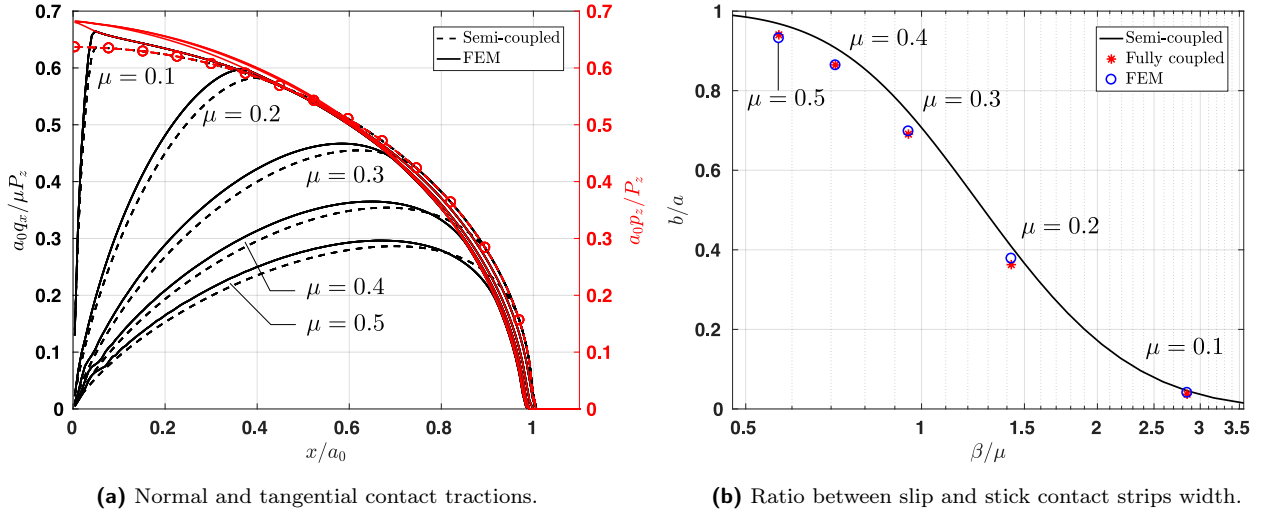 0.7
0.6
0.5
0.4
0.3
0.2
0.1
0
a₀qₓ/μP_z
0
0.2
0.4
0.6
0.8
1
x/a₀
0.7
0.6
0.5
0.4
0.3
0.2
0.1
0
a₀p_z/P_z
Semi-coupled
FEM
μ = 0.1
μ = 0.2
μ = 0.3
μ = 0.4
μ = 0.5
(a) Normal and tangential contact tractions.
1
0.8
0.6
0.4
0.2
0
b/a
0.5
1
1.5
2
2.5
3
3.5
β/μ
Semi-coupled
Fully coupled
FEM
μ = 0.4
μ = 0.5
μ = 0.3
μ = 0.2
μ = 0.1
(b) Ratio between slip and stick contact strips width.